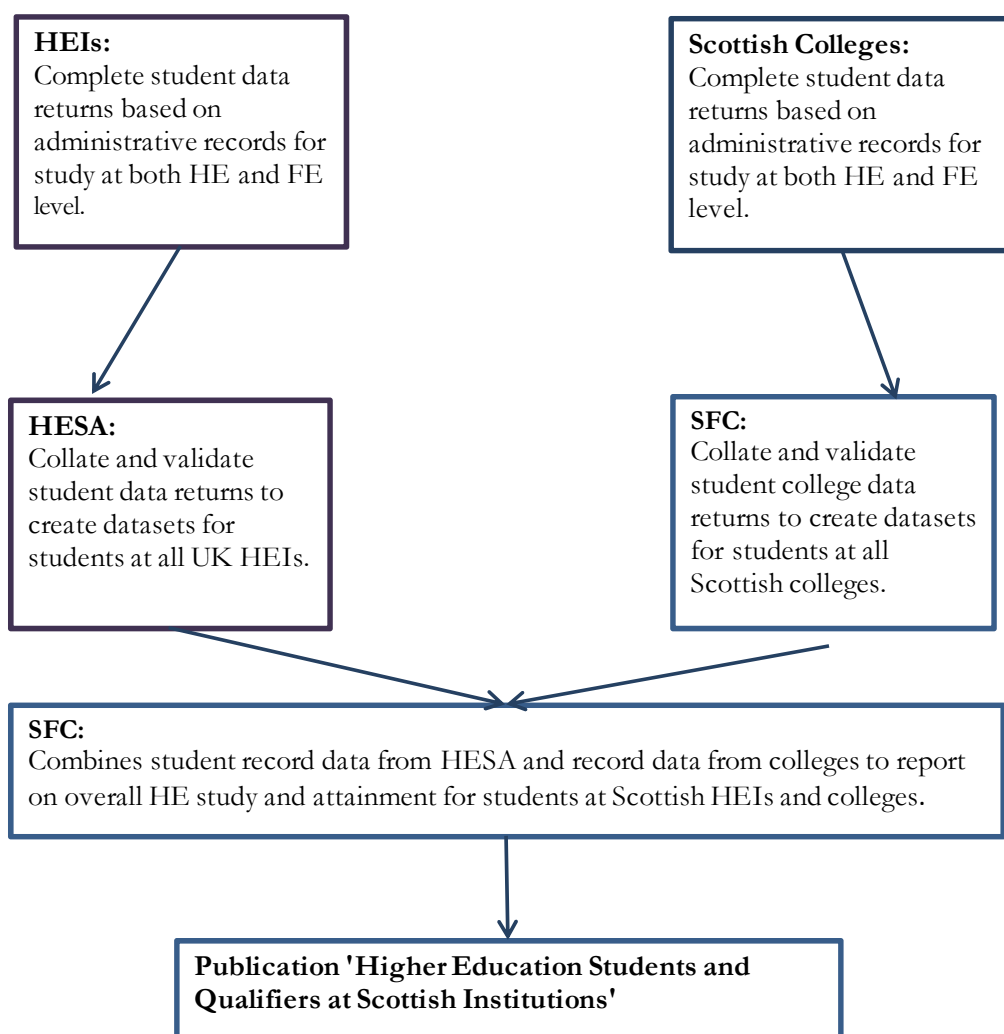 HEIs:
Complete student data
returns based on
administrative records for
study at both HE and FE
level.
Scottish Colleges:
Complete student data
returns based on
administrative records for
study at both HE and FE
level.
HESA:
Collate and validate
student data returns to
create datasets for
students at all UK HEIs.
SFC:
Collate and validate
student college data
returns to create datasets
for students at all
Scottish colleges.
SFC:
Combines student record data from HESA and record data from colleges to report
on overall HE study and attainment for students at Scottish HEIs and colleges.
Publication 'Higher Education Students and
Qualifiers at Scottish Institutions'